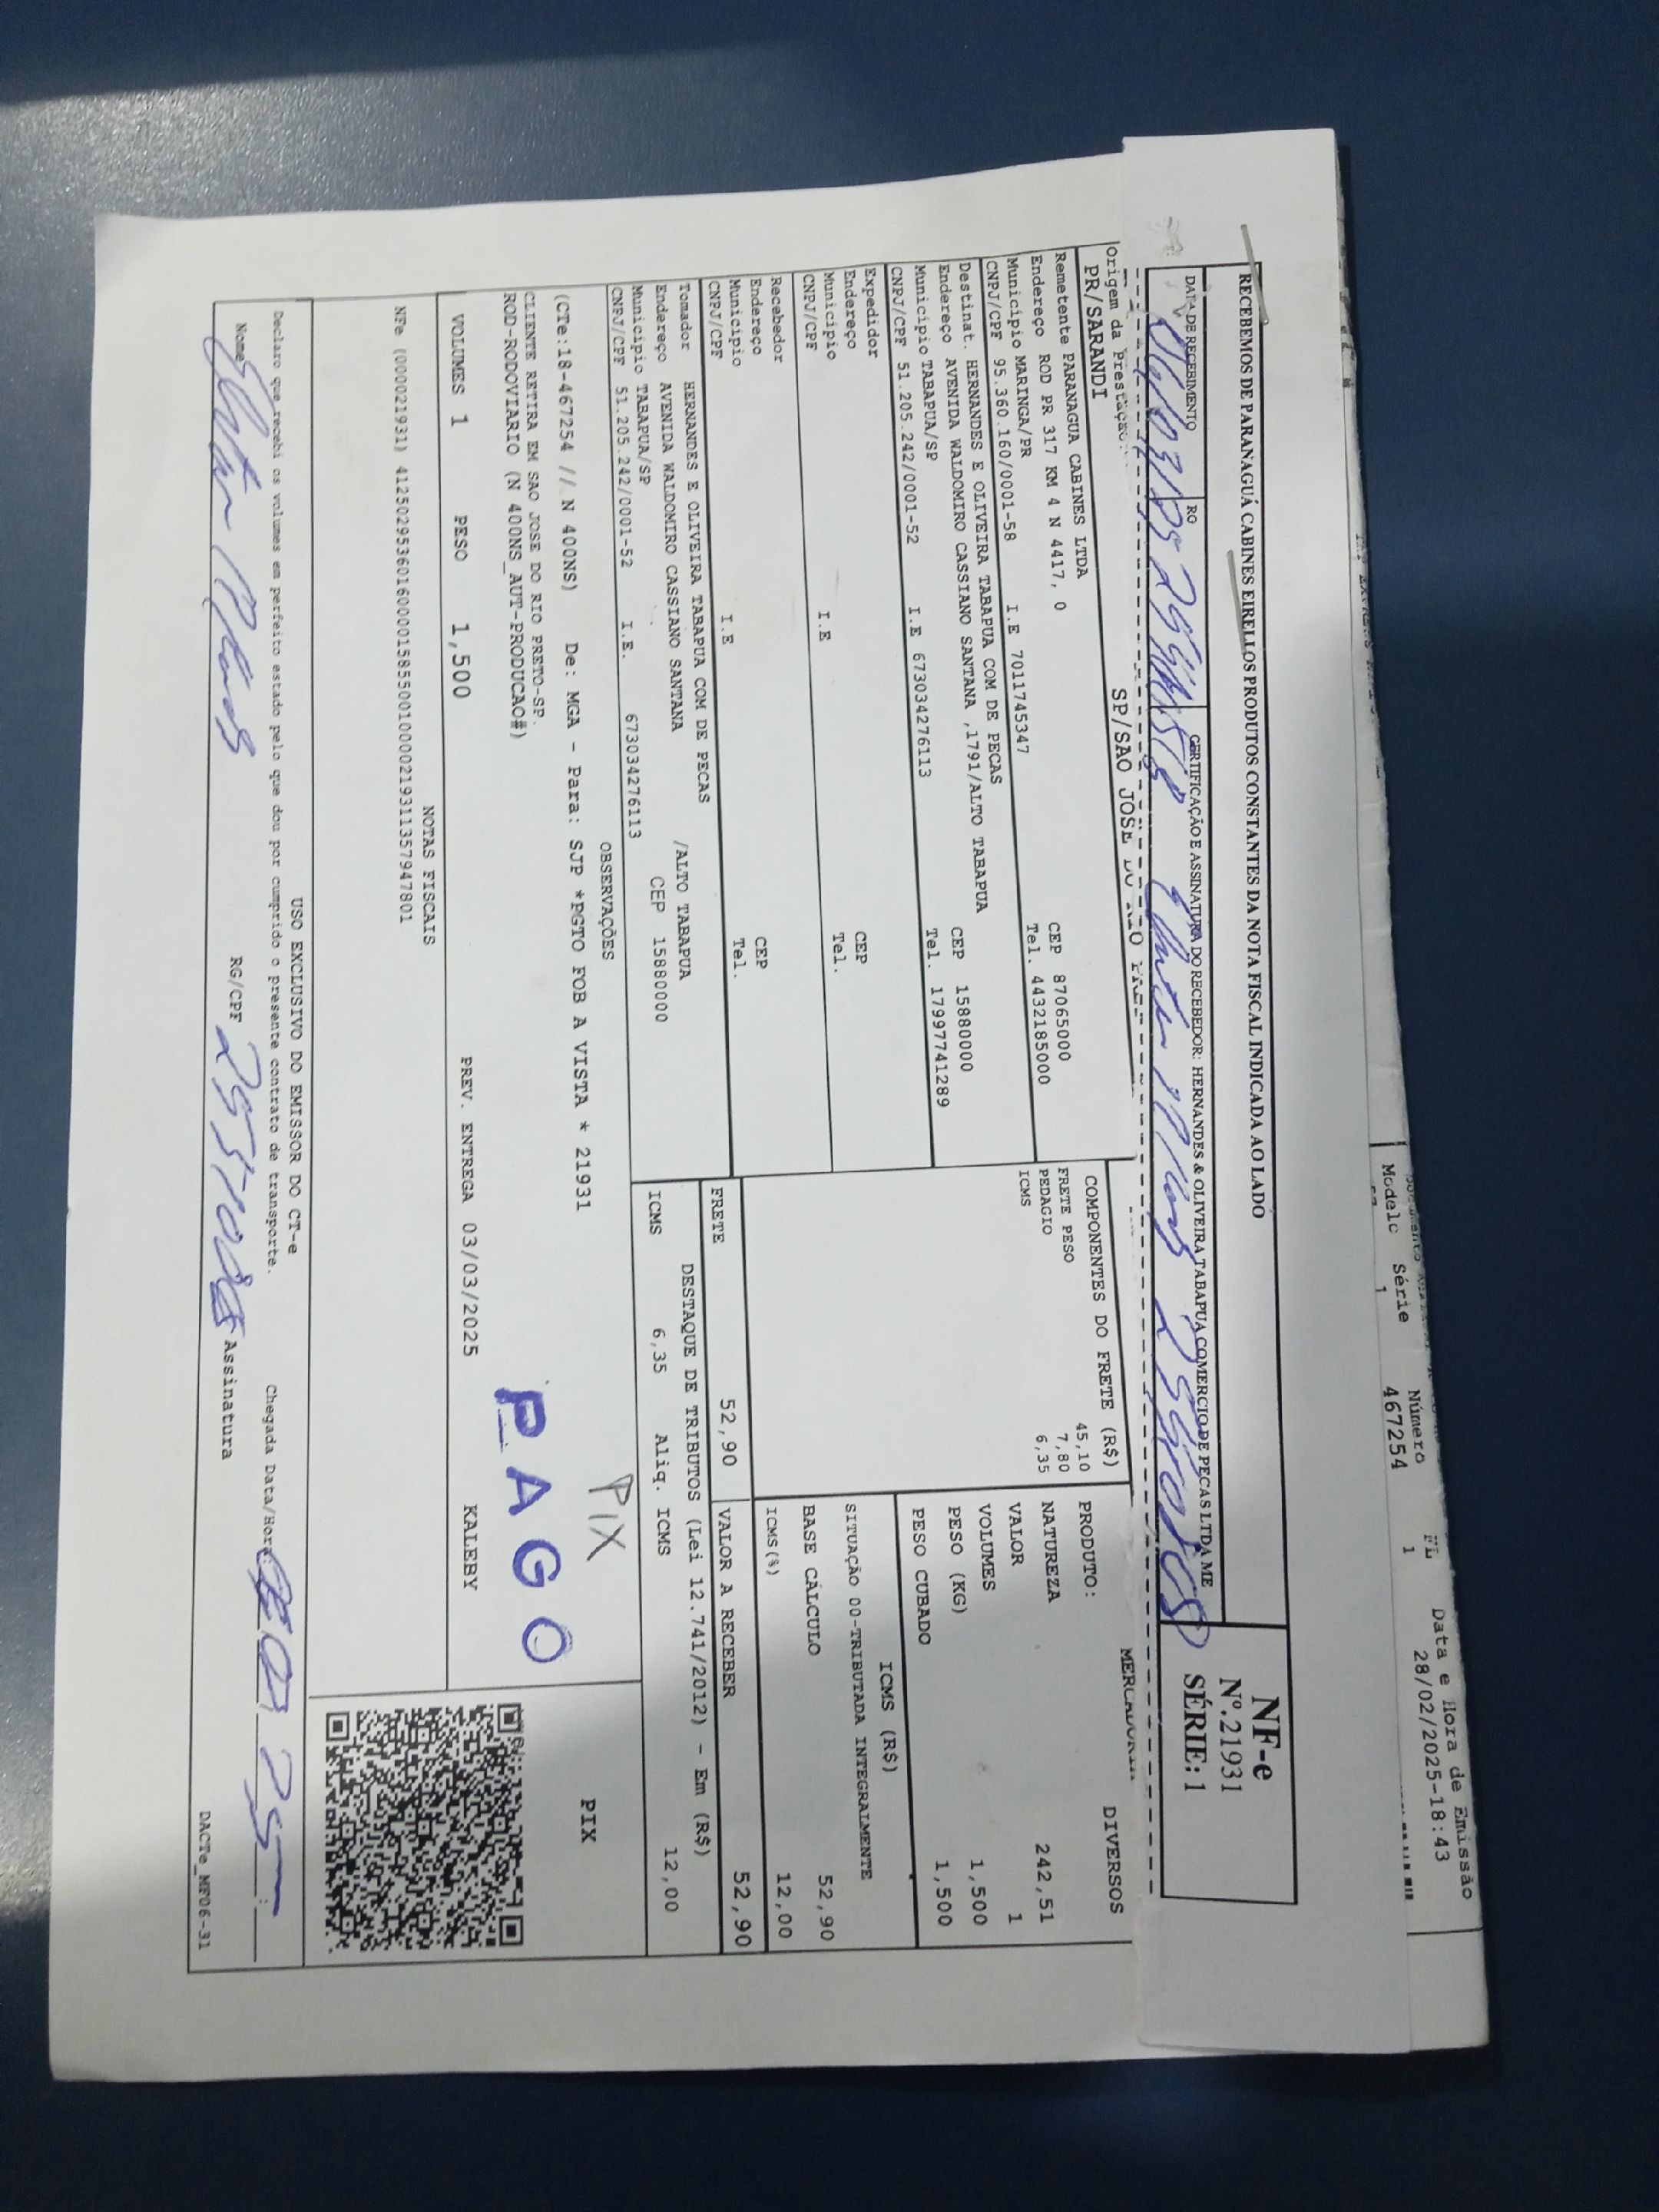 Modelo Série Número FL Data e Hora de Emissão
1 467254 1 28/02/2025-18:43
RECEBEMOS DE PARANAGUÁ CABINES EIRELLOS PRODUTOS CONSTANTES DA NOTA FISCAL INDICADA AO LADO
NF-e
Nº.21931
SÉRIE: 1
DATA DE RECEBIMENTO RG CERTIFICAÇÃO E ASSINATURA DO RECEBEDOR: HERNANDES & OLIVEIRA TABAPUA COMERCIO DE PECAS LTDA ME
Origem da Prestação
PR/SARANDI SP/SAO JOSE DO RIO
Remetente PARANAGUA CABINES LTDA
Endereço ROD PR 317 KM 4 N 4417, 0 CEP 87065000
Município MARINGA/PR Tel. 4432185000
CNPJ/CPF 95.360.160/0001-58 I.E 7011745347
Destinat. HERNANDES E OLIVEIRA TABAPUA COM DE PECAS
Endereço AVENIDA WALDOMIRO CASSIANO SANTANA ,1791/ALTO TABAPUA CEP 15880000
Município TABAPUA/SP Tel. 17997741289
CNPJ/CPF 51.205.242/0001-52 I.E 673034276113
Expedidor
Endereço CEP
Município Tel.
CNPJ/CPF I.E
Recebedor
Endereço CEP
Município Tel.
CNPJ/CPF I.E
COMPONENTES DO FRETE (R$)
FRETE PESO 45,10
PEDAGIO 7,80
ICMS 6,35
MERCADORIA
PRODUTO: DIVERSOS
NATUREZA
VALOR 242,51
VOLUMES 1
PESO (KG) 1,500
PESO CUBADO 1,500
ICMS (R$)
SITUAÇÃO 00-TRIBUTADA INTEGRALMENTE
BASE CÁLCULO 52,90
ICMS(%) 12,00
FRETE 52,90 VALOR A RECEBER 52,90
Tomador HERNANDES E OLIVEIRA TABAPUA COM DE PECAS
Endereço AVENIDA WALDOMIRO CASSIANO SANTANA /ALTO TABAPUA
Município TABAPUA/SP CEP 15880000
CNPJ/CPF 51.205.242/0001-52 I.E. 673034276113
DESTAQUE DE TRIBUTOS (Lei 12.741/2012) - Em (R$)
ICMS 6,35 Aliq. ICMS 12,00
OBSERVAÇÕES
(CTe:18-467254 // N 400NS) De: MGA - Para: SJP *PGTO FOB A VISTA * 21931
CLIENTE RETIRA EM SAO JOSE DO RIO PRETO-SP.
ROD-RODOVIARIO (N 400NS_AUT-PRODUCAO#)
PIX
PAGO
PIX
VOLUMES 1 PESO 1,500 PREV. ENTREGA 03/03/2025 KALEBY
NOTAS FISCAIS
NFe (000021931) 41250295360160000158550010000219311357947801
USO EXCLUSIVO DO EMISSOR DO CT-e
Declaro que recebi os volumes em perfeito estado pelo que dou por cumprido o presente contrato de transporte. Chegada Data/Hora:
Nome RG/CPF Assinatura
DACTe_MF06-31